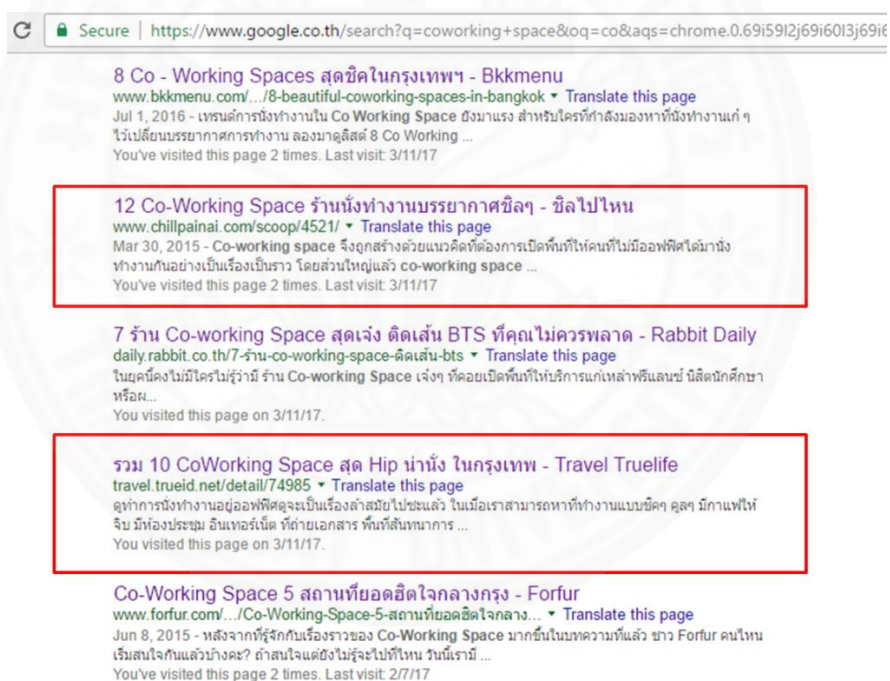 Secure | https://www.google.co.th/search?q=coworking+space&oq=co&aqs=chrome.0.69i59l2j69i60l3j69i6
8 Co - Working Spaces สุดชิคในกรุงเทพฯ - Bkkmenu
www.bkkmenu.com/.../8-beautiful-coworking-spaces-in-bangkok ▾ Translate this page
Jul 1, 2016 - เทรนด์การนั่งทำงานใน Co Working Space ยังมาแรง สำหรับใครที่กำลังมองหาที่นั่งทำงานเก๋ ๆ
ไว้เปลี่ยนบรรยากาศการทำงาน ลองมาดูลิสต์ 8 Co Working ...
You've visited this page 2 times. Last visit: 3/11/17
12 Co-Working Space ร้านนั่งทำงานบรรยากาศชิลๆ - ชิลไปไหน
www.chillpainai.com/scoop/4521/ ▾ Translate this page
Mar 30, 2015 - Co-working space จึงถูกสร้างด้วยแนวคิดที่ต้องการเปิดพื้นที่ให้คนที่ไม่มีออฟฟิศได้มานั่ง
ทำงานกันอย่างเป็นเรื่องเป็นราว โดยส่วนใหญ่แล้ว co-working space ...
You've visited this page 2 times. Last visit: 3/11/17
7 ร้าน Co-working Space สุดเจ๋ง ติดเส้น BTS ที่คุณไม่ควรพลาด - Rabbit Daily
daily.rabbit.co.th/7-ร้าน-co-working-space-ติดเส้น-bts ▾ Translate this page
ในยุคนี้คงไม่มีใครไม่รู้ว่ามี ร้าน Co-working Space เจ๋งๆ ที่คอยเปิดพื้นที่ให้บริการแก่เหล่าฟรีแลนซ์ นิสิตนักศึกษา
หรือผ...
You visited this page on 3/11/17.
รวม 10 CoWorking Space สุด Hip น่านั่ง ในกรุงเทพ - Travel Truelife
travel.trueid.net/detail/74985 ▾ Translate this page
ดูท่าการนั่งทำงานอยู่ออฟฟิศดูจะเป็นเรื่องล้าสมัยไปซะแล้ว ในเมื่อเราสามารถหาที่ทำงานแบบชิคๆ คูลๆ มีกาแฟให้
จิบ มีห้องประชุม อินเทอร์เน็ต ที่ถ่ายเอกสาร พื้นที่สันทนาการ ...
You visited this page on 3/11/17.
Co-Working Space 5 สถานที่ยอดฮิตใจกลางกรุง - Forfur
www.forfur.com/.../Co-Working-Space-5-สถานที่ยอดฮิตใจกลาง... ▾ Translate this page
Jun 8, 2015 - หลังจากที่รู้จักกับเรื่องราวของ Co-Working Space มากขึ้นในบทความที่แล้ว ชาว Forfur คนไหน
เริ่มสนใจกันแล้วบ้างคะ? ถ้าสนใจแต่ยังไม่รู้จะไปที่ไหน วันนี้เรามี ...
You've visited this page 2 times. Last visit: 2/7/17